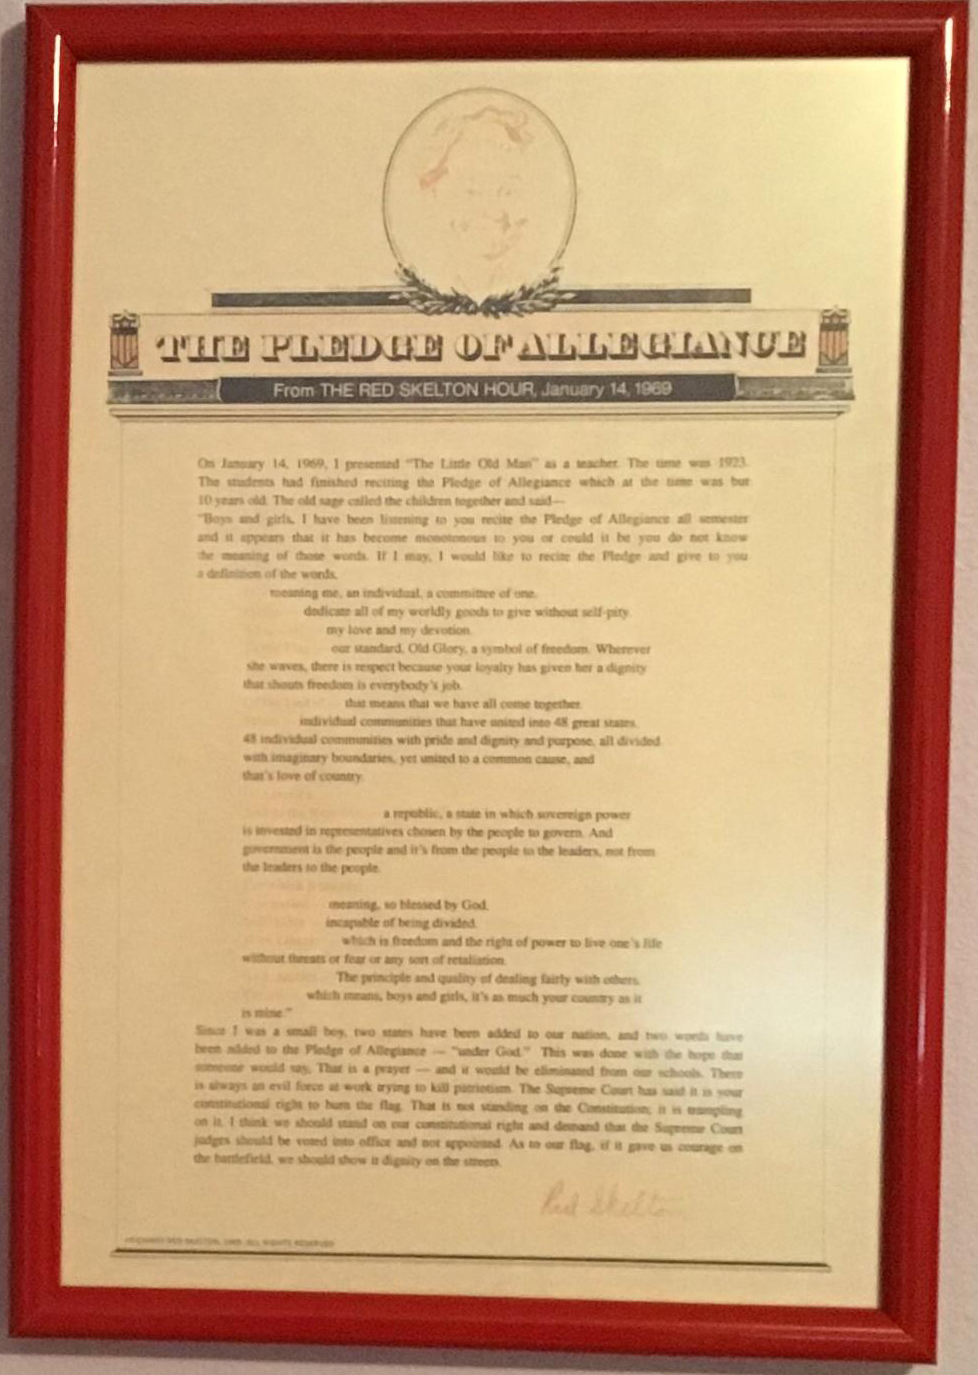 THE PLEDGE OF ALLEGIANCE
From THE RED SKELTON HOUR, January 14, 1969
On January 14, 1969, I presented "The Little Old Man" as a teacher. The time was 1923.
The students had finished reciting the Pledge of Allegiance which at the time was but
10 years old. The old sage called the children together and said—
"Boys and girls, I have been listening to you recite the Pledge of Allegiance all semester
and it appears that it has become monotonous to you or could it be you do not know
the meaning of those words. If I may, I would like to recite the Pledge and give to you
a definition of the words.
meaning me, an individual, a committee of one.
dedicate all of my worldly goods to give without self-pity.
my love and my devotion.
our standard, Old Glory, a symbol of freedom. Wherever
she waves, there is respect because your loyalty has given her a dignity
that shouts freedom is everybody's job.
that means that we have all come together.
individual communities that have united into 48 great states.
48 individual communities with pride and dignity and purpose, all divided
with imaginary boundaries, yet united to a common cause, and
that's love of country.
a republic, a state in which sovereign power
is invested in representatives chosen by the people to govern. And
government is the people and it's from the people to the leaders, not from
the leaders to the people.
meaning, so blessed by God.
incapable of being divided.
which is freedom and the right of power to live one's life
without threats or fear or any sort of retaliation.
The principle and quality of dealing fairly with others.
which means, boys and girls, it's as much your country as it
is mine."
Since I was a small boy, two states have been added to our nation, and two words have
been added to the Pledge of Allegiance — "under God." This was done with the hope that
someone would say, That is a prayer — and it would be eliminated from our schools. There
is always an evil force at work trying to kill patriotism. The Supreme Court has said it is your
constitutional right to burn the flag. That is not standing on the Constitution; it is trampling
on it. I think we should stand on our constitutional right and demand that the Supreme Court
judges should be voted into office and not appointed. As to our flag, if it gave us courage on
the battlefield, we should show it dignity on the streets.
Red Skelton
RED SKELTON, ALL RIGHTS RESERVED